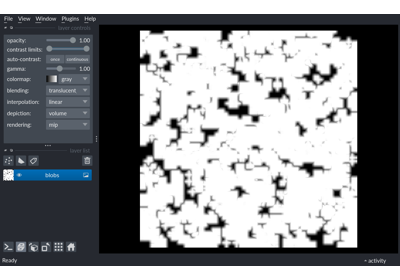 File View Window Plugins Help
layer controls
opacity: 1.00
contrast limits:
auto-contrast: once continuous
gamma: 1.00
colormap: gray
blending: translucent
interpolation: linear
depiction: volume
rendering: mip
layer list
blobs
Ready
activity